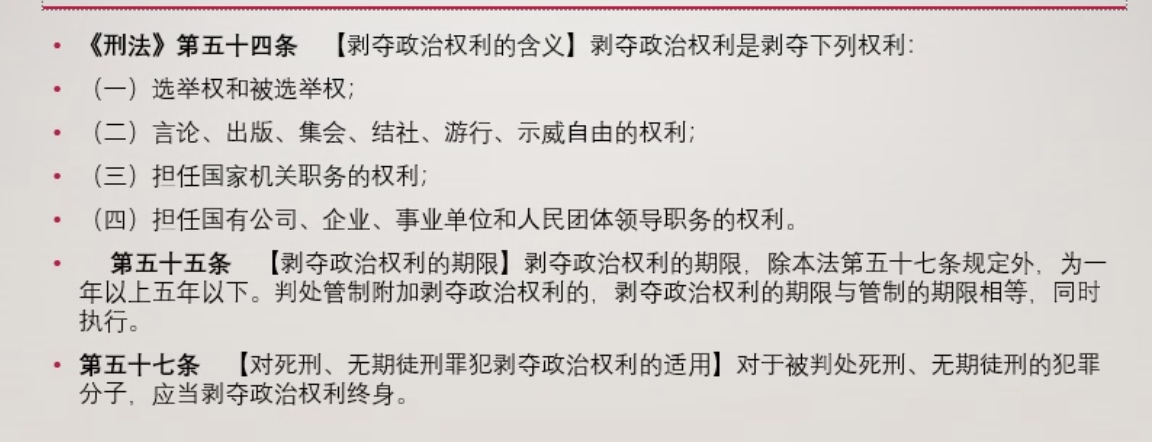 • 《刑法》第五十四条　【剥夺政治权利的含义】剥夺政治权利是剥夺下列权利：
• （一）选举权和被选举权；
• （二）言论、出版、集会、结社、游行、示威自由的权利；
• （三）担任国家机关职务的权利；
• （四）担任国有公司、企业、事业单位和人民团体领导职务的权利。
• 第五十五条　【剥夺政治权利的期限】剥夺政治权利的期限，除本法第五十七条规定外，为一
年以上五年以下。判处管制附加剥夺政治权利的，剥夺政治权利的期限与管制的期限相等，同时
执行。
• 第五十七条　【对死刑、无期徒刑罪犯剥夺政治权利的适用】对于被判处死刑、无期徒刑的犯罪
分子，应当剥夺政治权利终身。